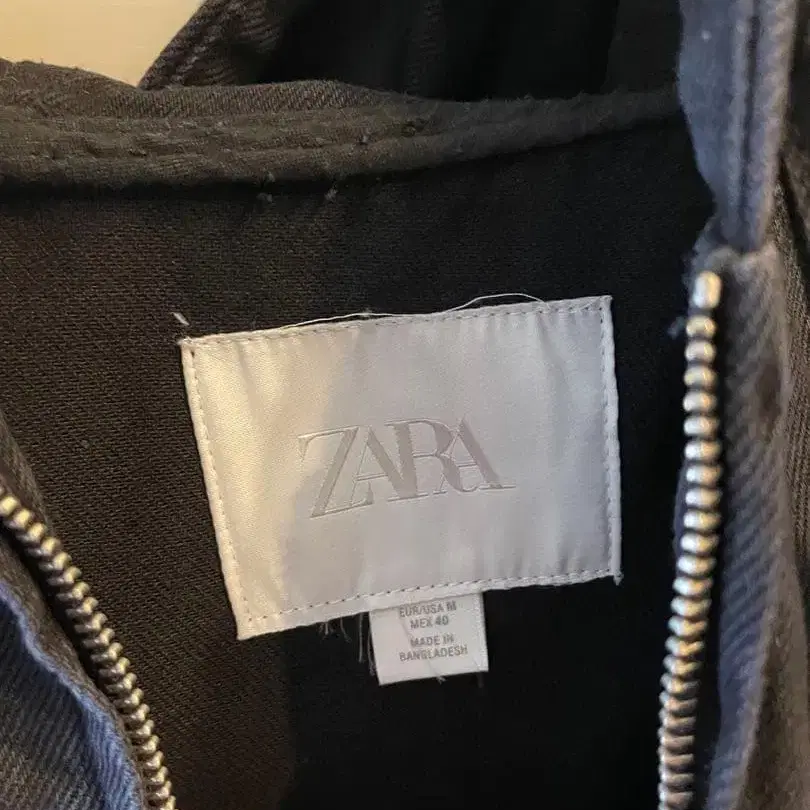 ZARA
EUR/USA M
MEX 40
MADE IN
BANGLADESH